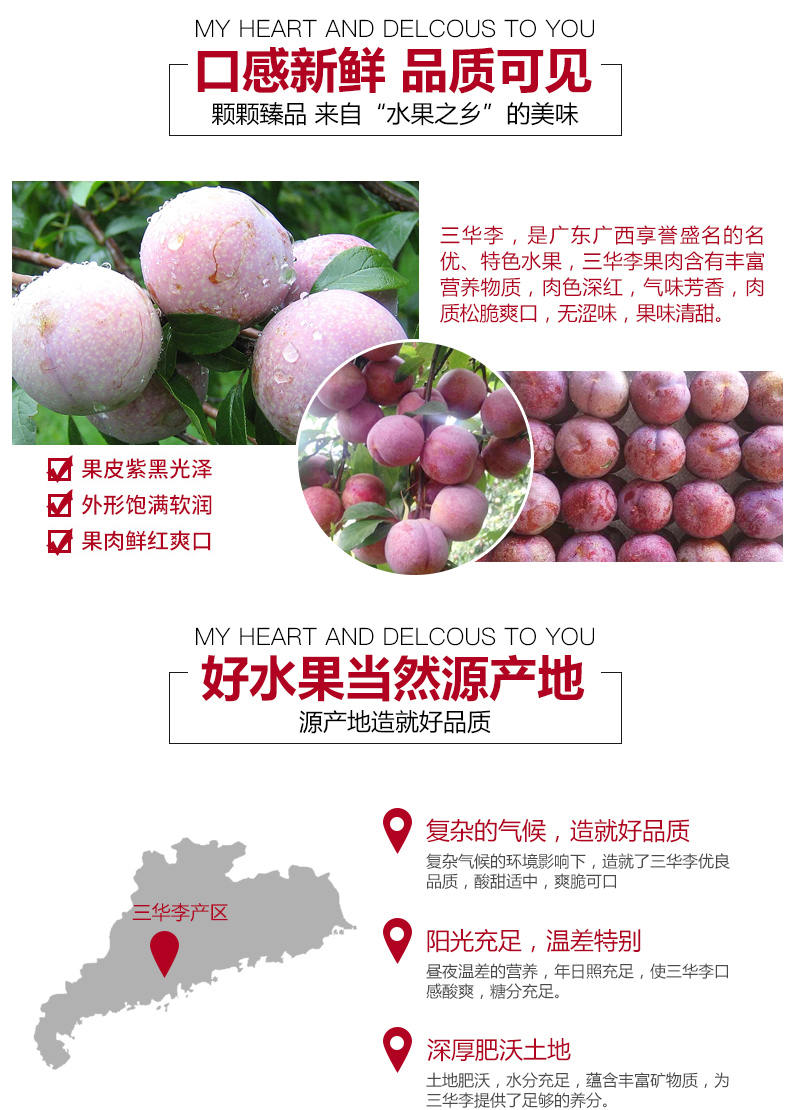 MY HEART AND DELCOUS TO YOU
口感新鲜 品质可见
颗颗臻品 来自“水果之乡”的美味
三华李，是广东广西享誉盛名的名
优、特色水果，三华李果肉含有丰富
营养物质，肉色深红，气味芳香，肉
质松脆爽口，无涩味，果味清甜。
果皮紫黑光泽
外形饱满软润
果肉鲜红爽口
MY HEART AND DELCOUS TO YOU
好水果当然源产地
源产地造就好品质
三华李产区
复杂的气候，造就好品质
复杂气候的环境影响下，造就了三华李优良
品质，酸甜适中，爽脆可口
阳光充足，温差特别
昼夜温差的营养，年日照充足，使三华李口
感酸爽，糖分充足。
深厚肥沃土地
土地肥沃，水分充足，蕴含丰富矿物质，为
三华李提供了足够的养分。